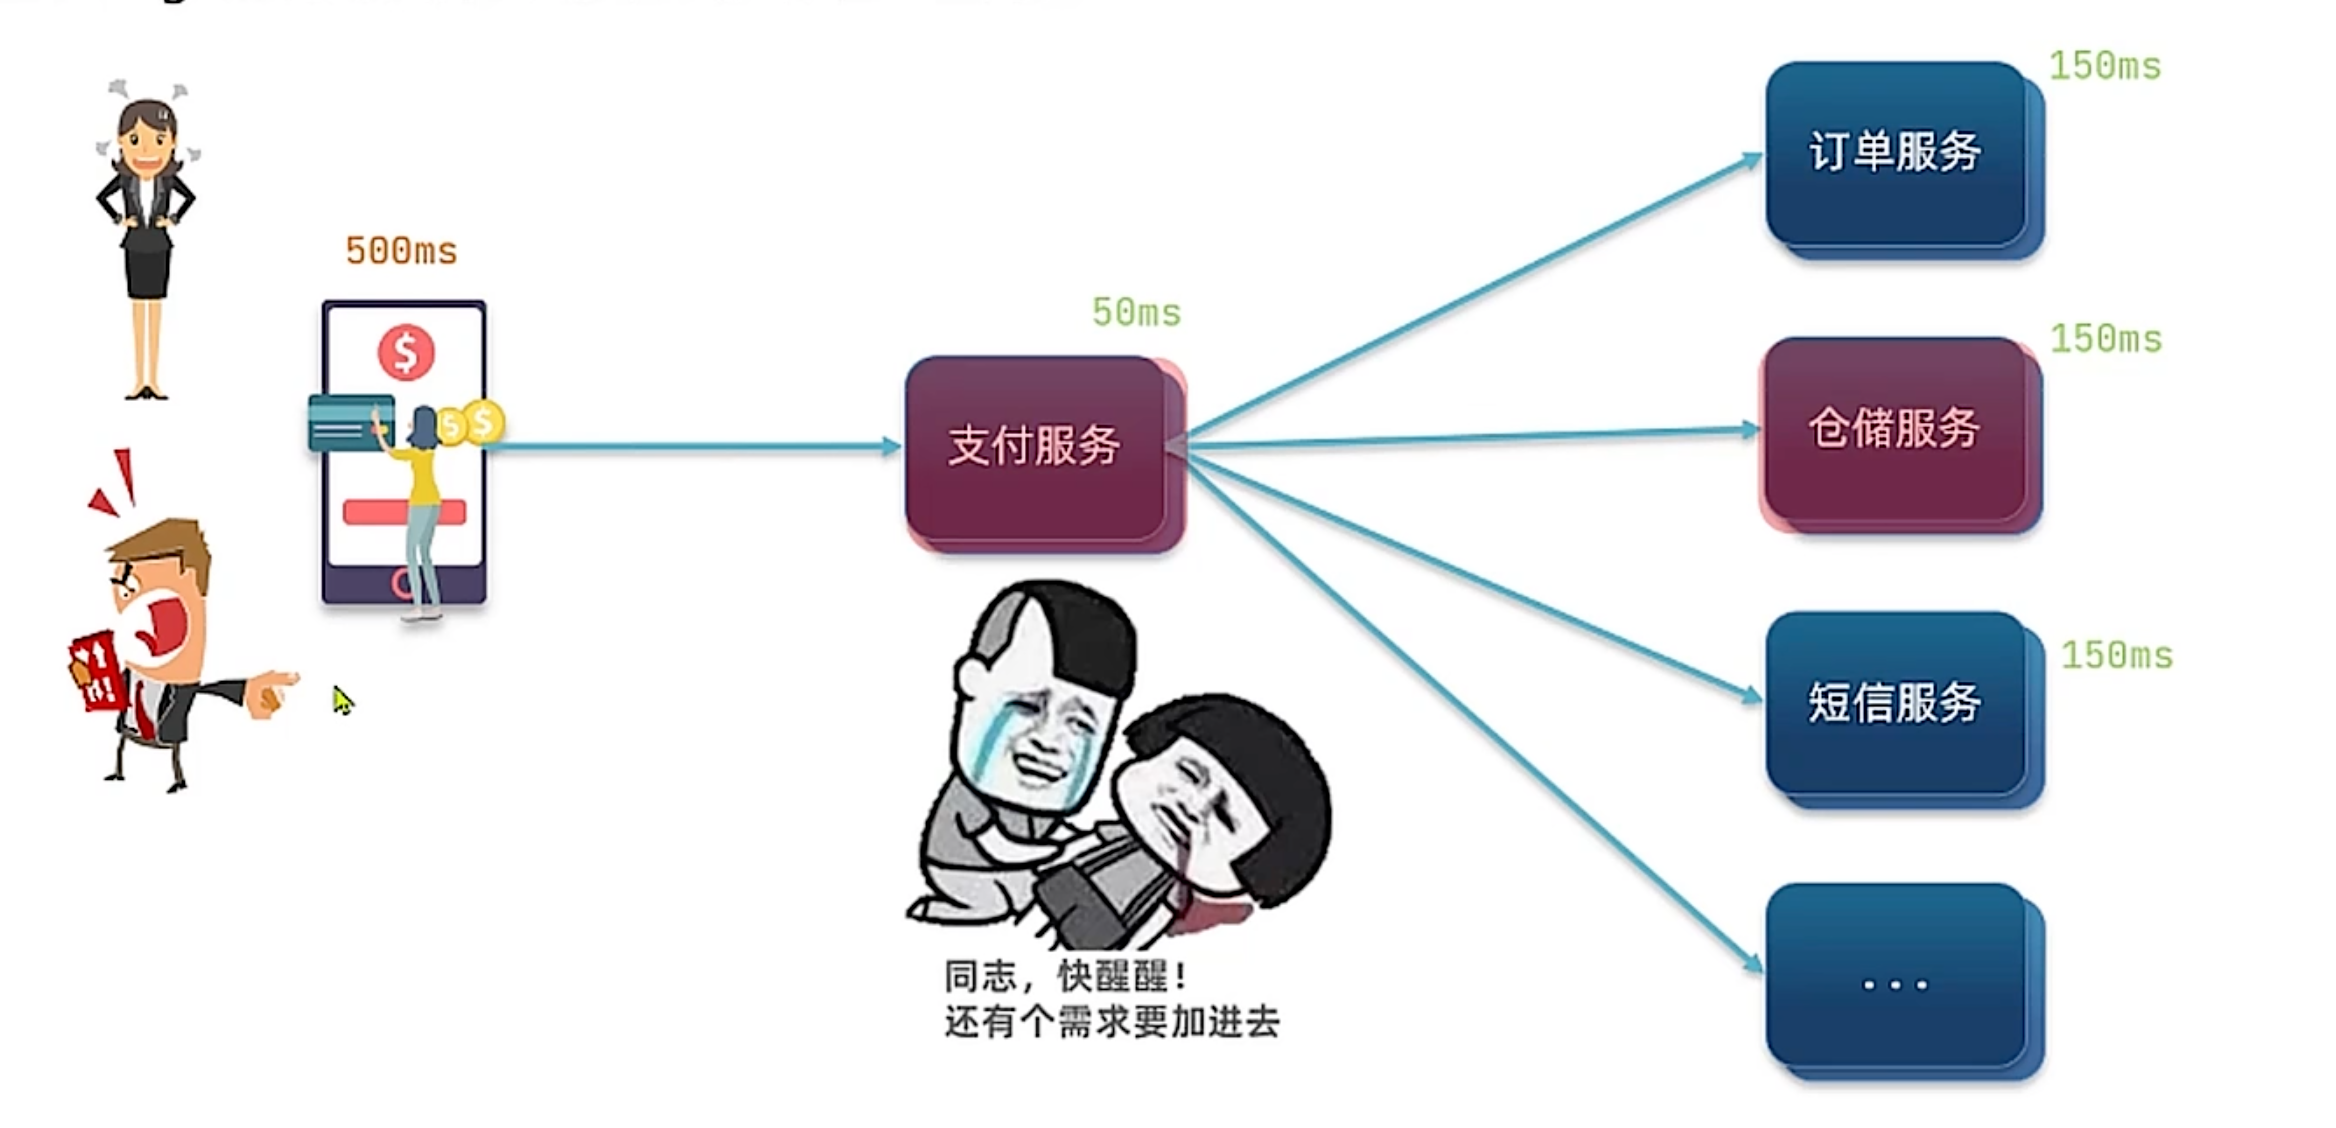 150ms
订单服务
500ms
50ms
150ms
支付服务
仓储服务
150ms
短信服务
...
同志，快醒醒！
还有个需求要加进去